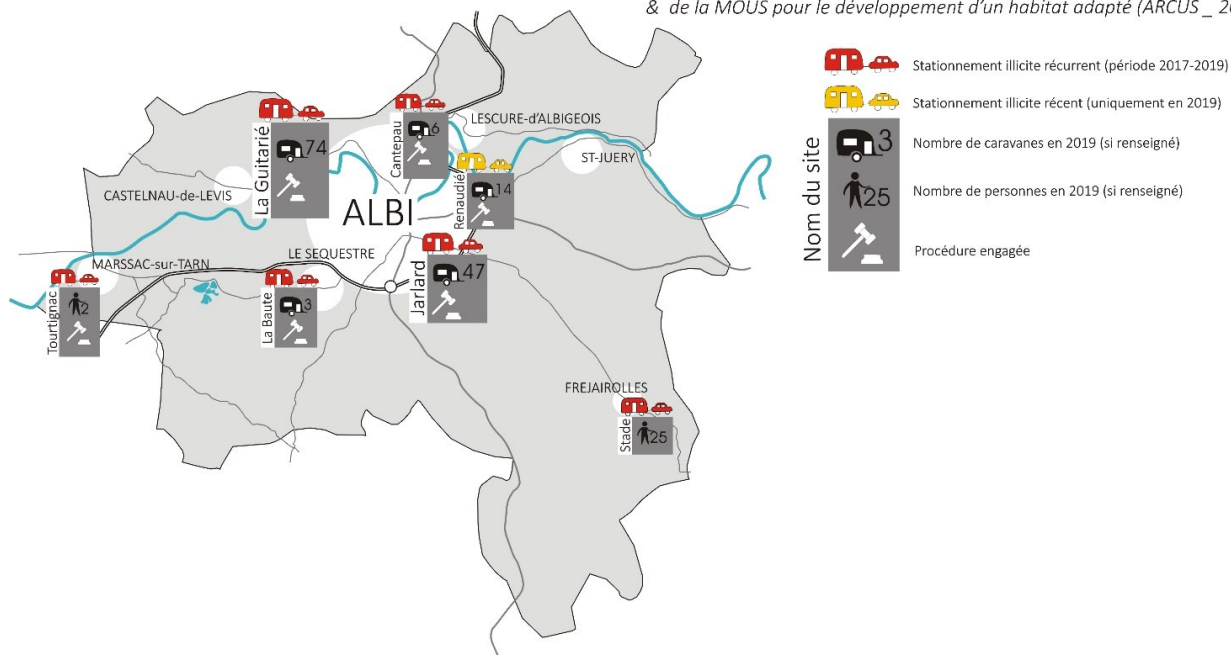 & de la MOUS pour le développement d'un habitat adapté (ARCUS _
Stationnement illicite récurrent (période 2017-2019)
Stationnement illicite récent (uniquement en 2019)
Nom du site
3
Nombre de caravanes en 2019 (si renseigné)
25
Nombre de personnes en 2019 (si renseigné)
Procédure engagée
La Guitarié
74
Cantepau
6
LESCURE-d'ALBIGEOIS
ST-JUERY
Renaudié
14
CASTELNAU-de-LEVIS
ALBI
MARSSAC-sur-TARN
LE SEQUESTRE
Tourtignac
2
La Baute
3
Jarlard
47
FREJAIROLLES
Stade
25